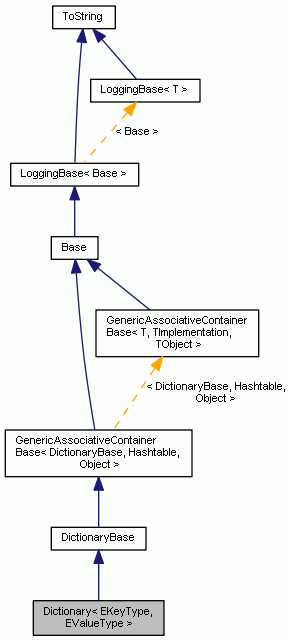 ToString
LoggingBase< T >
< Base >
LoggingBase< Base >
Base
GenericAssociativeContainer
Base< T, TImplementation,
TObject >
< DictionaryBase, Hashtable,
Object >
GenericAssociativeContainer
Base< DictionaryBase, Hashtable,
Object >
DictionaryBase
Dictionary< EKeyType,
EValueType >